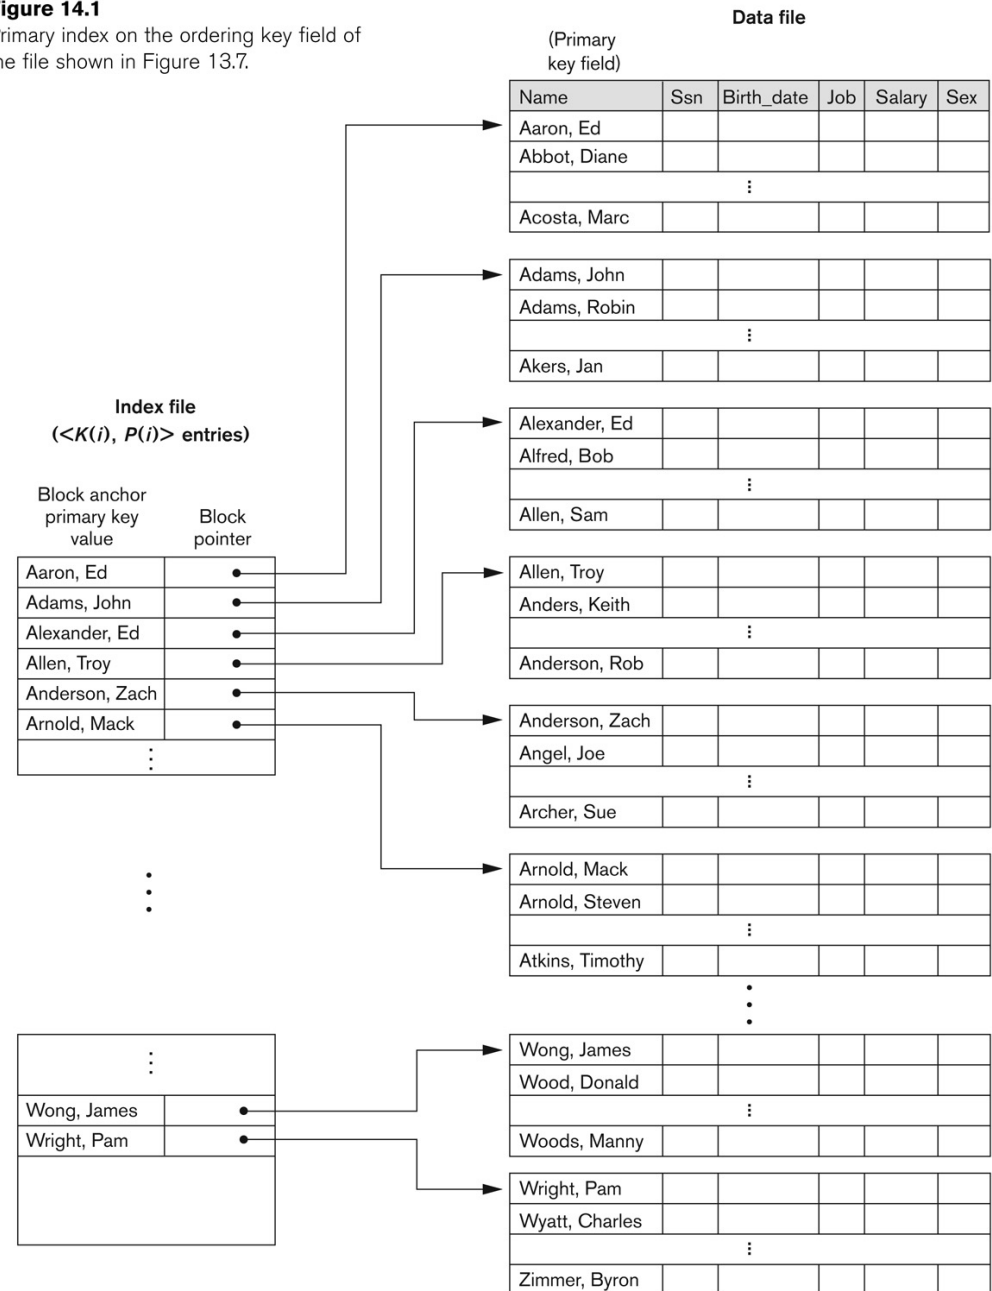 igure 14.1
rimary index on the ordering key field of
he file shown in Figure 13.7.
Data file
(Primary
key field)
Name Ssn Birth_date Job Salary Sex
Aaron, Ed
Abbot, Diane
⋮
Acosta, Marc
Adams, John
Adams, Robin
⋮
Akers, Jan
Alexander, Ed
Alfred, Bob
⋮
Allen, Sam
Allen, Troy
Anders, Keith
⋮
Anderson, Rob
Anderson, Zach
Angel, Joe
⋮
Archer, Sue
Arnold, Mack
Arnold, Steven
⋮
Atkins, Timothy
⋮
Wong, James
Wood, Donald
⋮
Woods, Manny
Wright, Pam
Wyatt, Charles
⋮
Zimmer, Byron
Index file
(<K(i), P(i)> entries)
Block anchor
primary key
value
Block
pointer
Aaron, Ed
Adams, John
Alexander, Ed
Allen, Troy
Anderson, Zach
Arnold, Mack
⋮
⋮
⋮
Wong, James
Wright, Pam